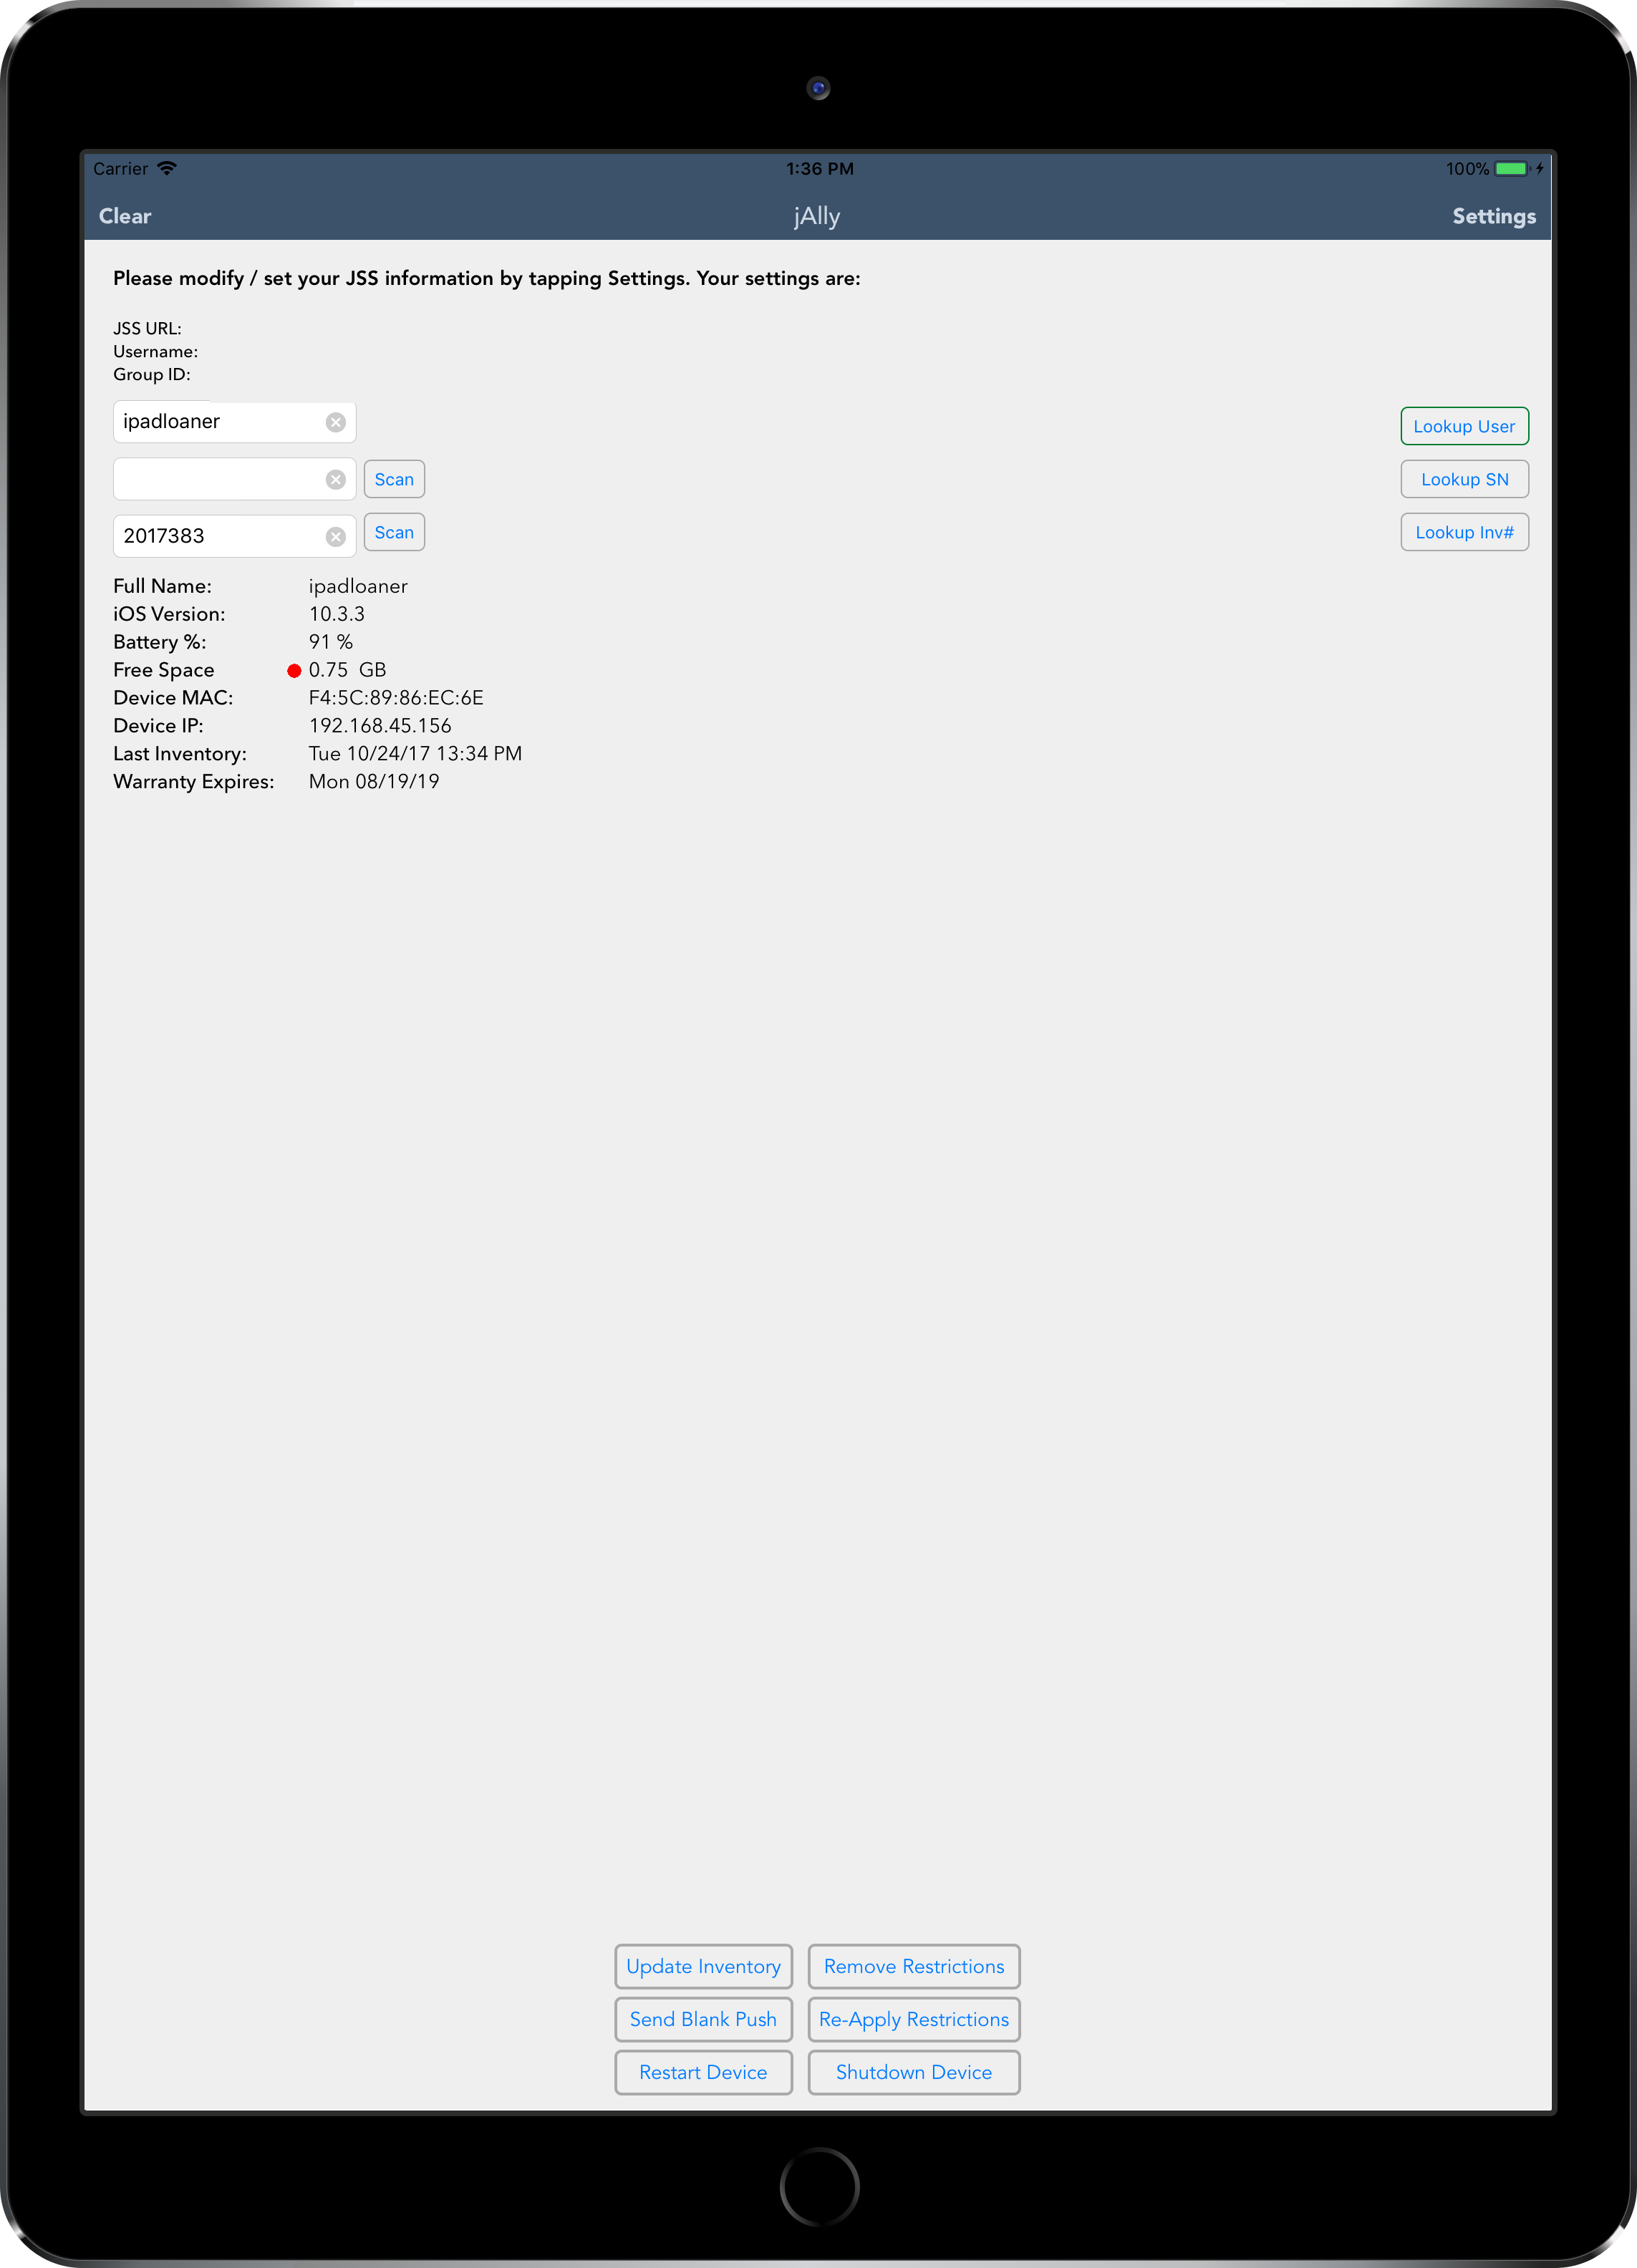 Carrier 1:36 PM 100%
Clear jAlly Settings
Please modify / set your JSS information by tapping Settings. Your settings are:
JSS URL:
Username:
Group ID:
ipadloaner Lookup User
Scan Lookup SN
2017383 Scan Lookup Inv#
Full Name: ipadloaner
iOS Version: 10.3.3
Battery %: 91 %
Free Space 0.75 GB
Device MAC: F4:5C:89:86:EC:6E
Device IP: 192.168.45.156
Last Inventory: Tue 10/24/17 13:34 PM
Warranty Expires: Mon 08/19/19
Update Inventory Remove Restrictions
Send Blank Push Re-Apply Restrictions
Restart Device Shutdown Device